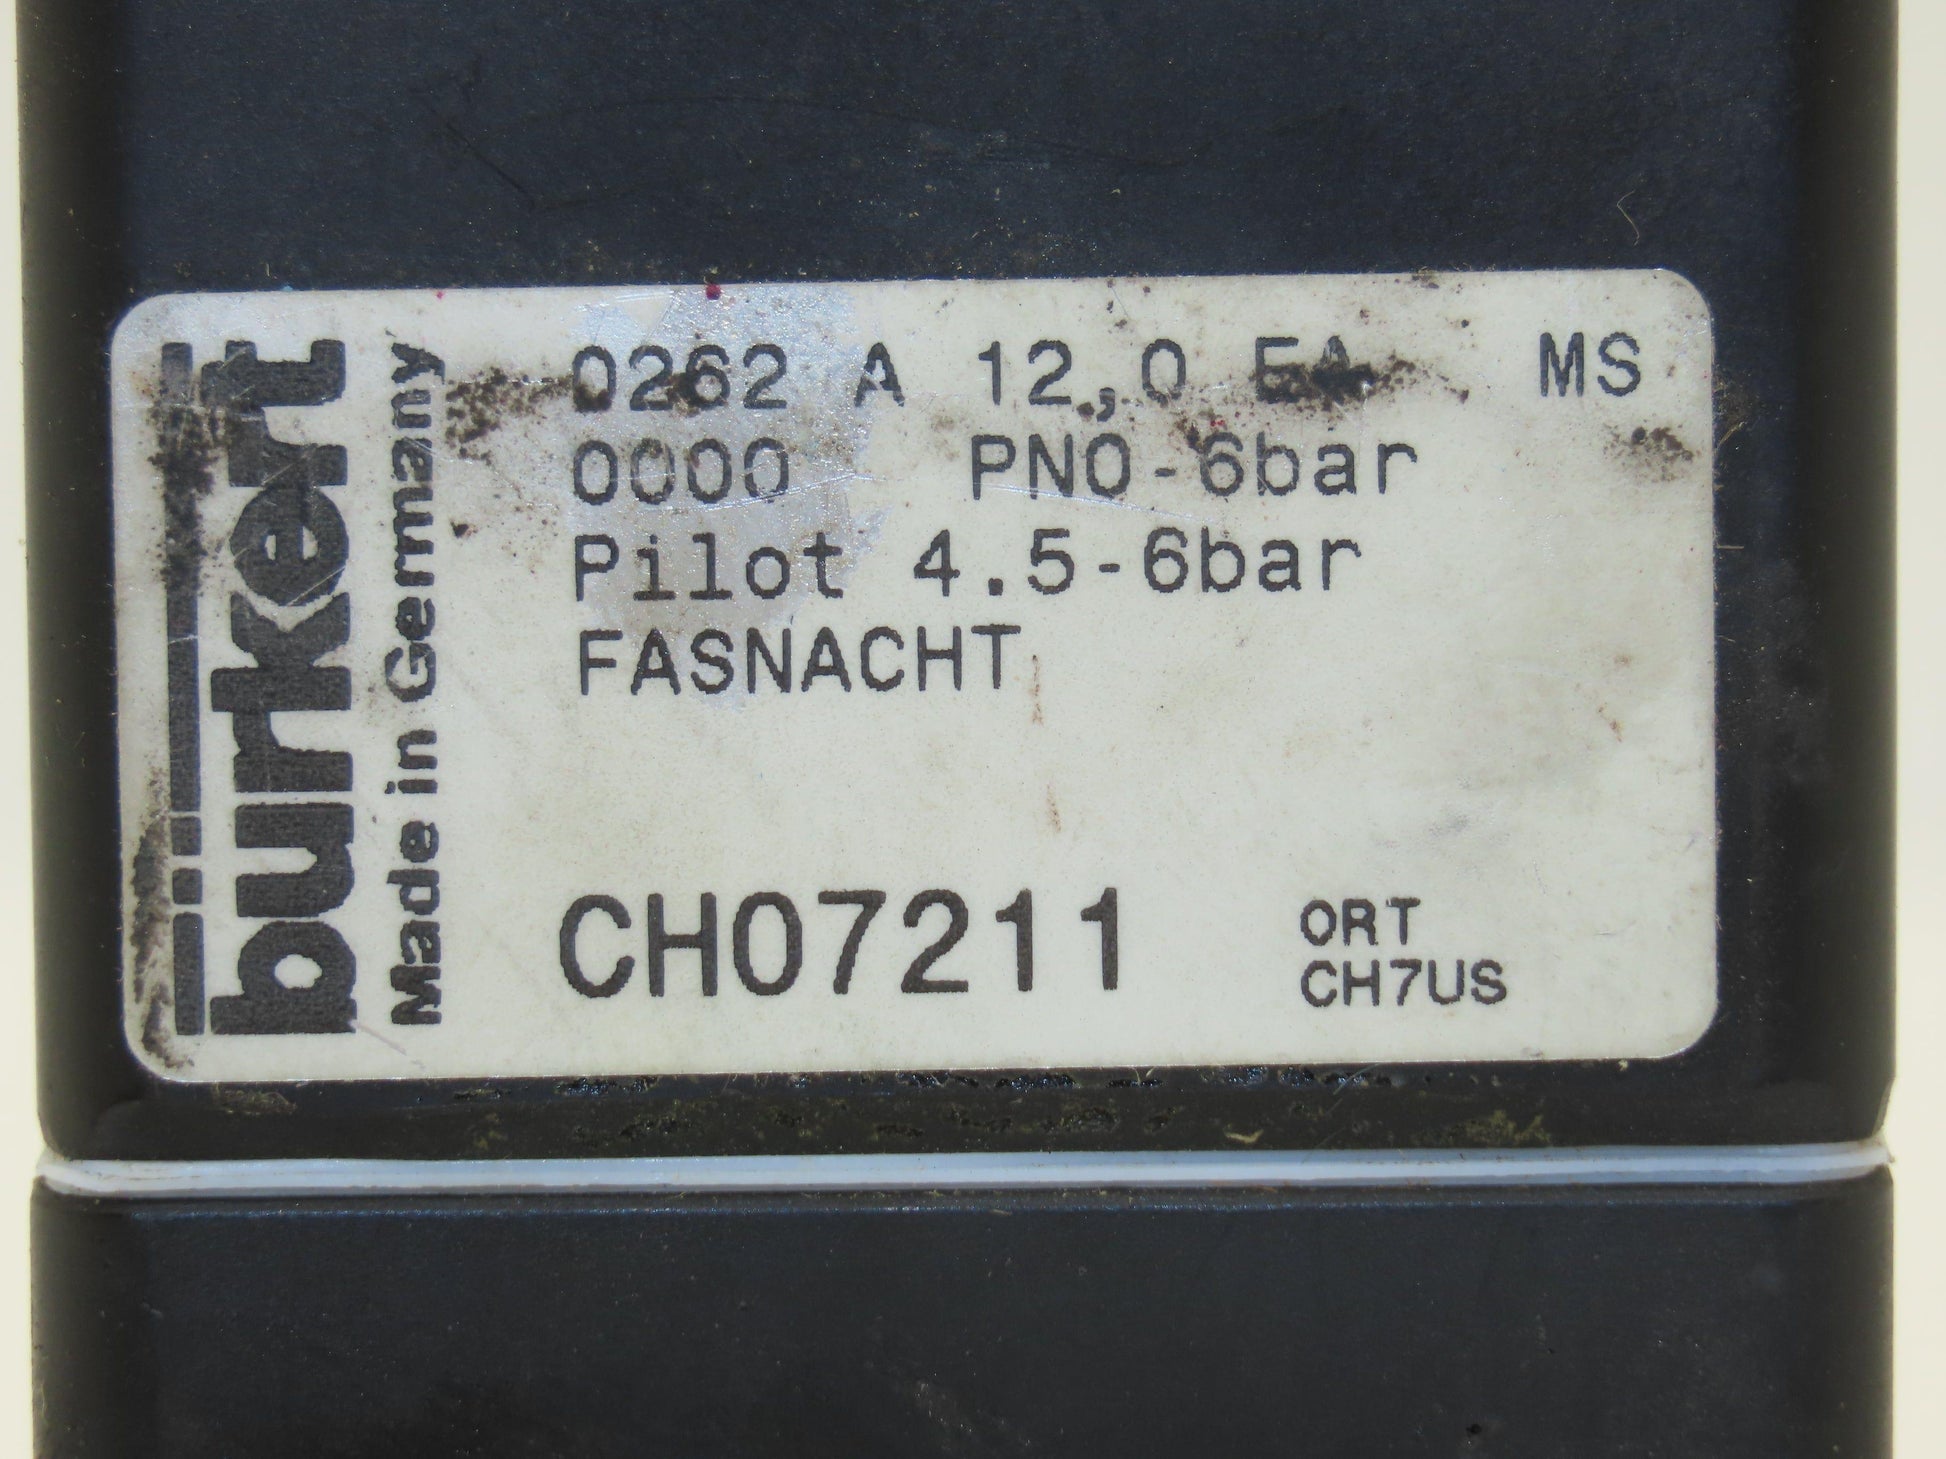 bürkert
Made in Germany
0262 A 12,0 EA MS
0000 PN0-6bar
Pilot 4.5-6bar
FASNACHT
CH07211
ORT
CH7US